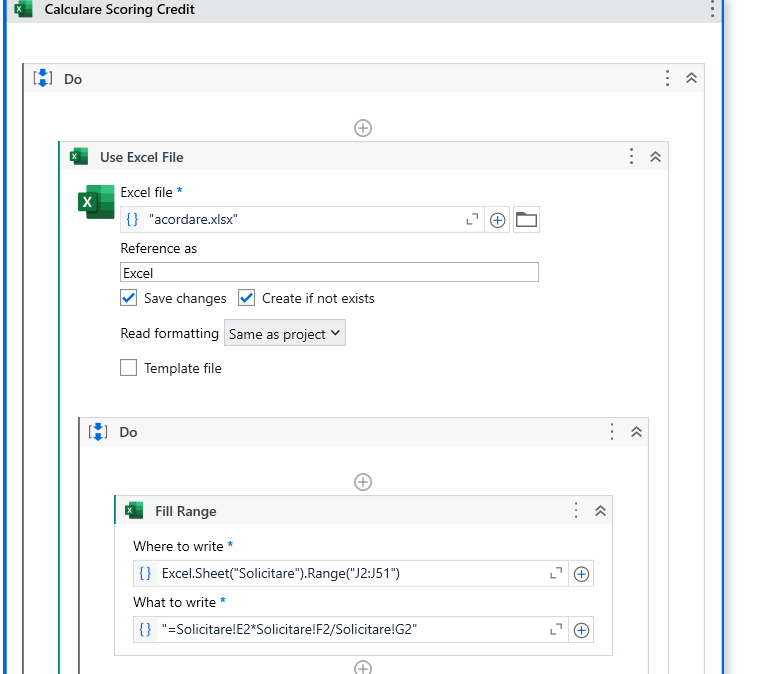 Calculare Scoring Credit
Do
Use Excel File
Excel file *
"acordare.xlsx"
Reference as
Excel
Save changes Create if not exists
Read formatting Same as project
Template file
Do
Fill Range
Where to write *
Excel.Sheet("Solicitare").Range("J2:J51")
What to write *
"=Solicitare!E2*Solicitare!F2/Solicitare!G2"